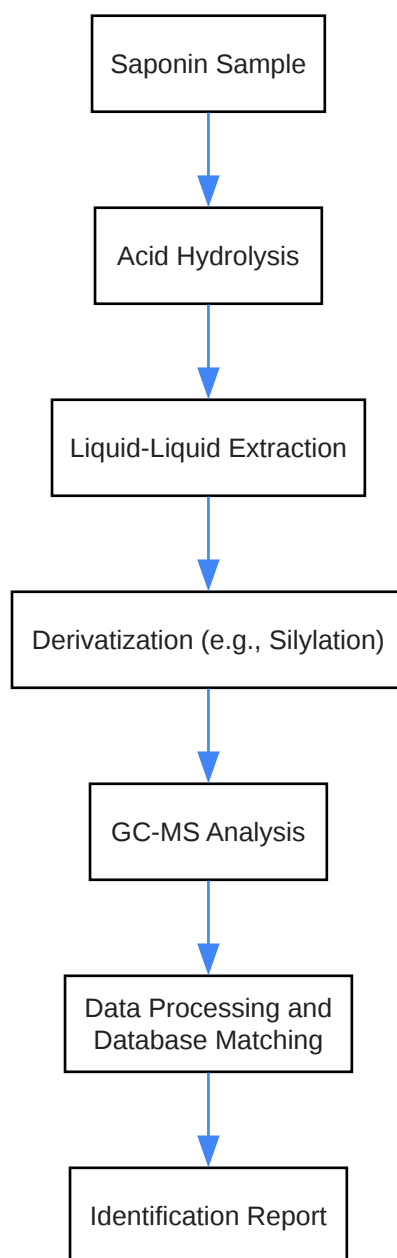 Saponin Sample
Acid Hydrolysis
Liquid-Liquid Extraction
Derivatization (e.g., Silylation)
GC-MS Analysis
Data Processing and
Database Matching
Identification Report